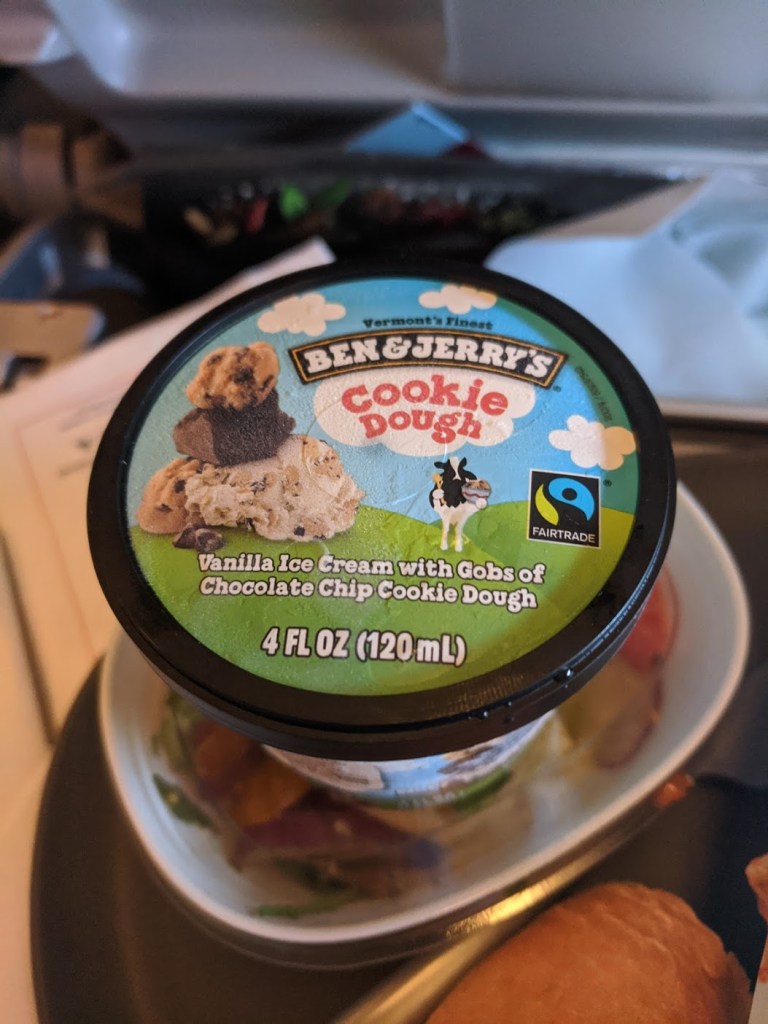 Vermont's Finest
BEN & JERRY'S
Cookie
Dough
FAIRTRADE
Vanilla Ice Cream with Gobs of
Chocolate Chip Cookie Dough
4 FL OZ (120 mL)